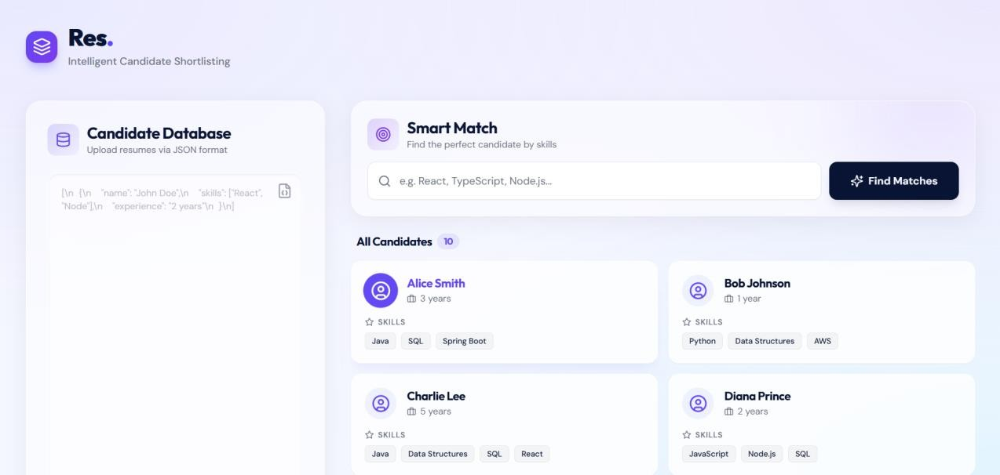 Res.
Intelligent Candidate Shortlisting
Candidate Database
Upload resumes via JSON format
[\n  {\n    "name": "John Doe",\n    "skills": ["React",
"Node"],\n    "experience": "2 years"\n  }\n]
Smart Match
Find the perfect candidate by skills
e.g. React, TypeScript, Node.js...
Find Matches
All Candidates 10
Alice Smith
3 years
SKILLS
Java SQL Spring Boot
Bob Johnson
1 year
SKILLS
Python Data Structures AWS
Charlie Lee
5 years
SKILLS
Java Data Structures SQL React
Diana Prince
2 years
SKILLS
JavaScript Node.js SQL